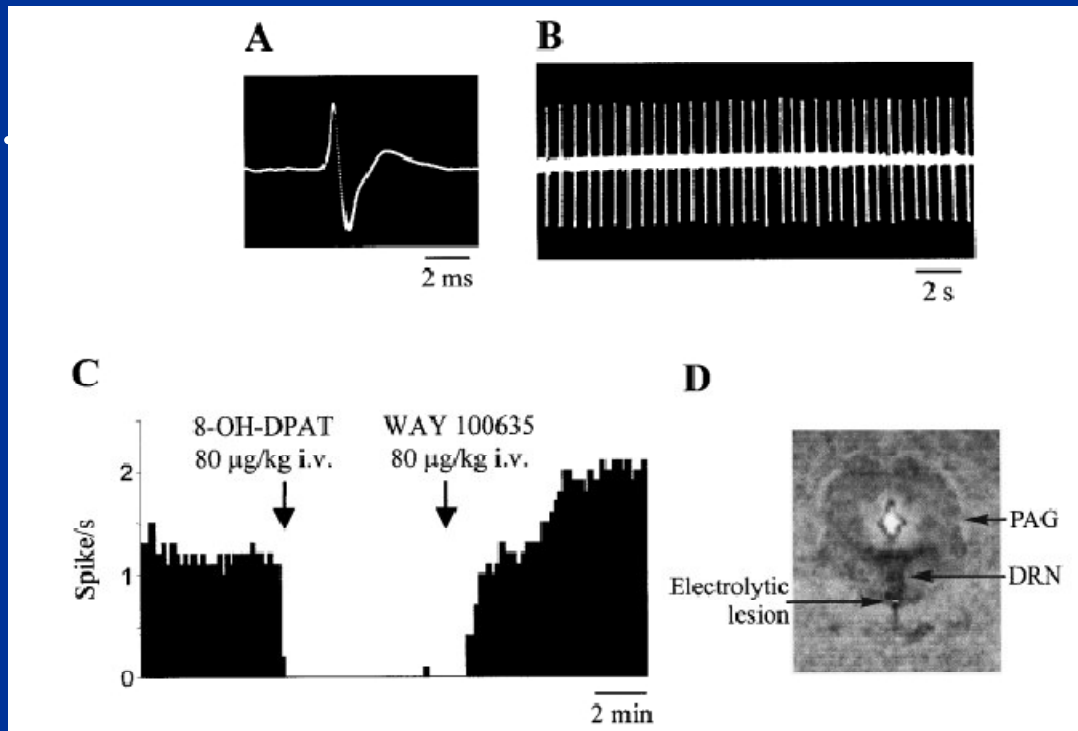 A
B
2 ms
2 s
C
8-OH-DPAT
80 µg/kg i.v.
WAY 100635
80 µg/kg i.v.
Spike/s
2
1
0
2 min
D
PAG
DRN
Electrolytic
lesion